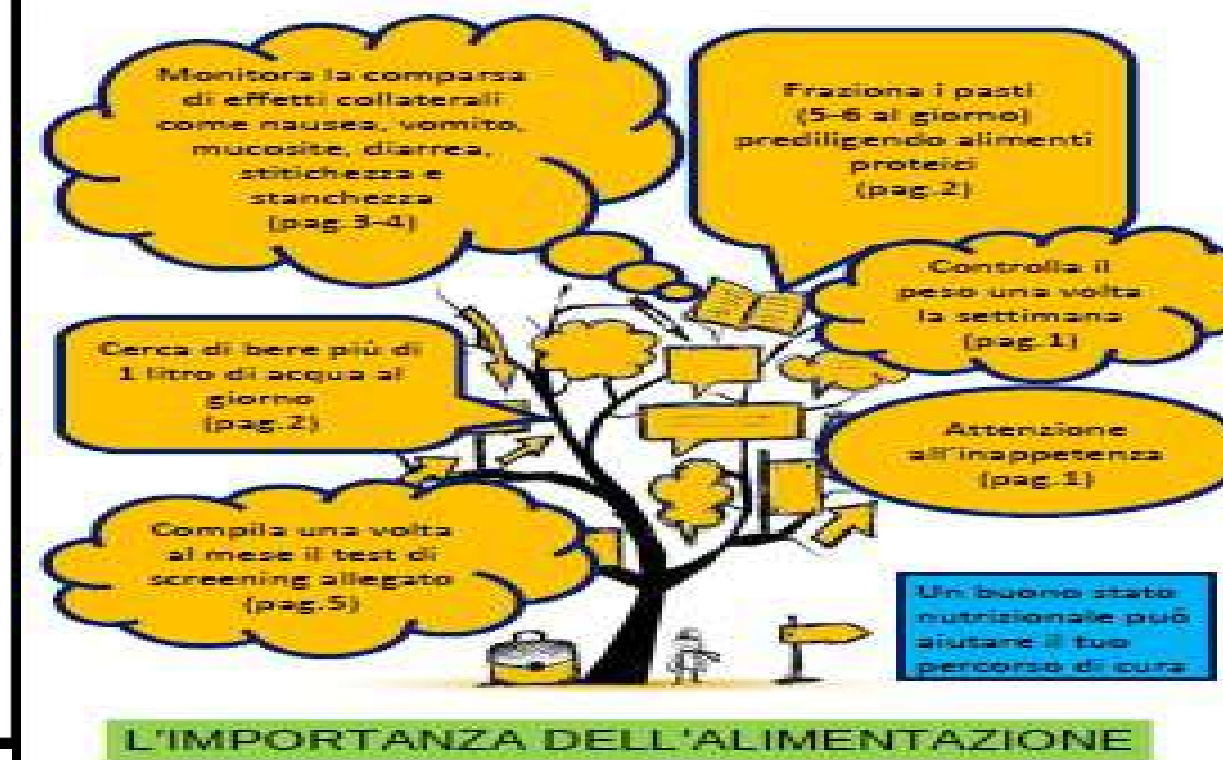 Monitora la comparsa
di effetti collaterali
come nausea, vomito,
mucosite, diarrea,
stitichezza e
stanchezza
(pag.3-4)
Fraziona i pasti
(5-6 al giorno)
prediligendo alimenti
proteici
(pag.2)
Controlla il
peso una volta
la settimana
(pag.1)
Cerca di bere più di
1 litro di acqua al
giorno
(pag.2)
Attenzione
all'inappetenza
(pag.1)
Compila una volta
al mese il test di
screening allegato
(pag.5)
Un buono stato
nutrizionale può
aiutare il tuo
percorso di cura
L'IMPORTANZA DELL'ALIMENTAZIONE